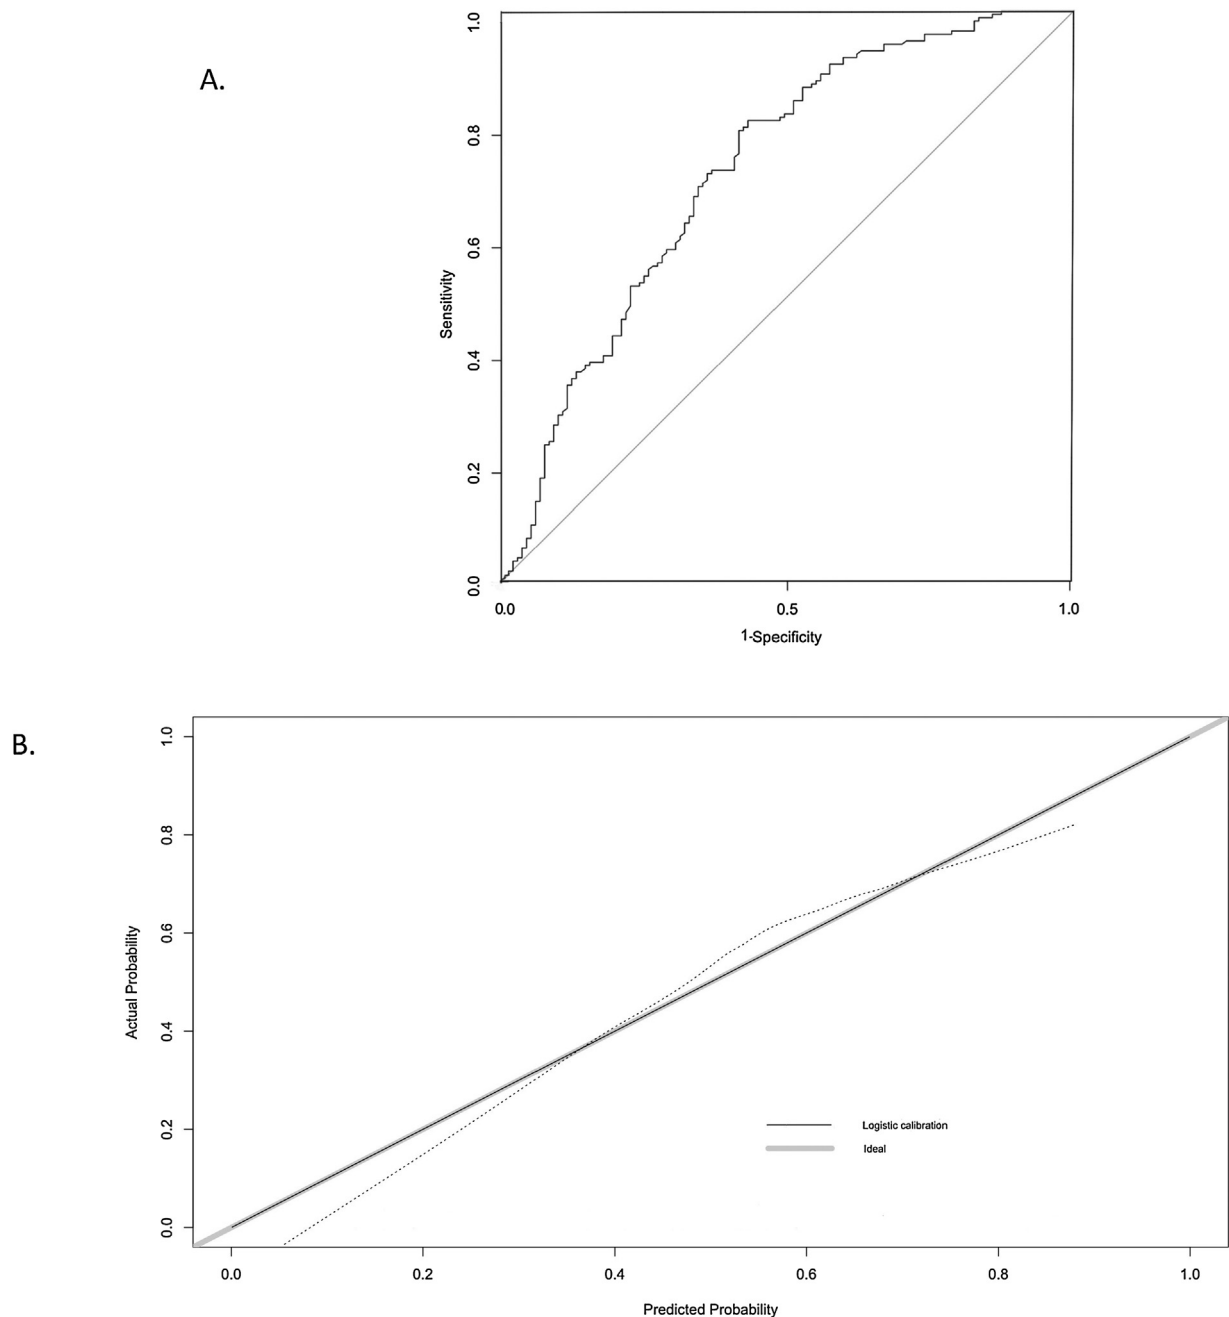 A.
1.0
0.8
0.6
0.4
0.2
0.0
Sensitivity
0.0 0.5 1.0
1-Specificity
B.
1.0
0.8
0.6
0.4
0.2
0.0
Actual Probability
Logistic calibration
Ideal
0.0 0.2 0.4 0.6 0.8 1.0
Predicted Probability